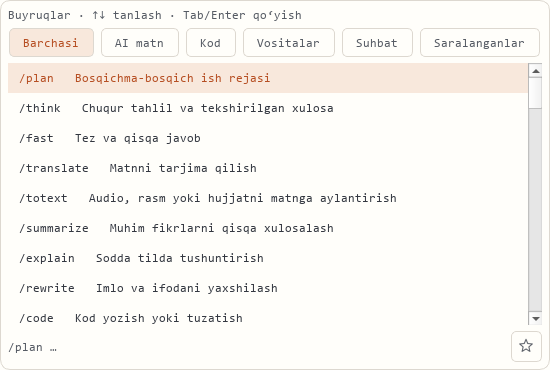 Buyruqlar · ↑↓ tanlash · Tab/Enter qo‘yish
Barchasi AI matn Kod Vositalar Suhbat Saralanganlar
/plan Bosqichma-bosqich ish rejasi
/think Chuqur tahlil va tekshirilgan xulosa
/fast Tez va qisqa javob
/translate Matnni tarjima qilish
/totext Audio, rasm yoki hujjatni matnga aylantirish
/summarize Muhim fikrlarni qisqa xulosalash
/explain Sodda tilda tushuntirish
/rewrite Imlo va ifodani yaxshilash
/code Kod yozish yoki tuzatish
/plan …